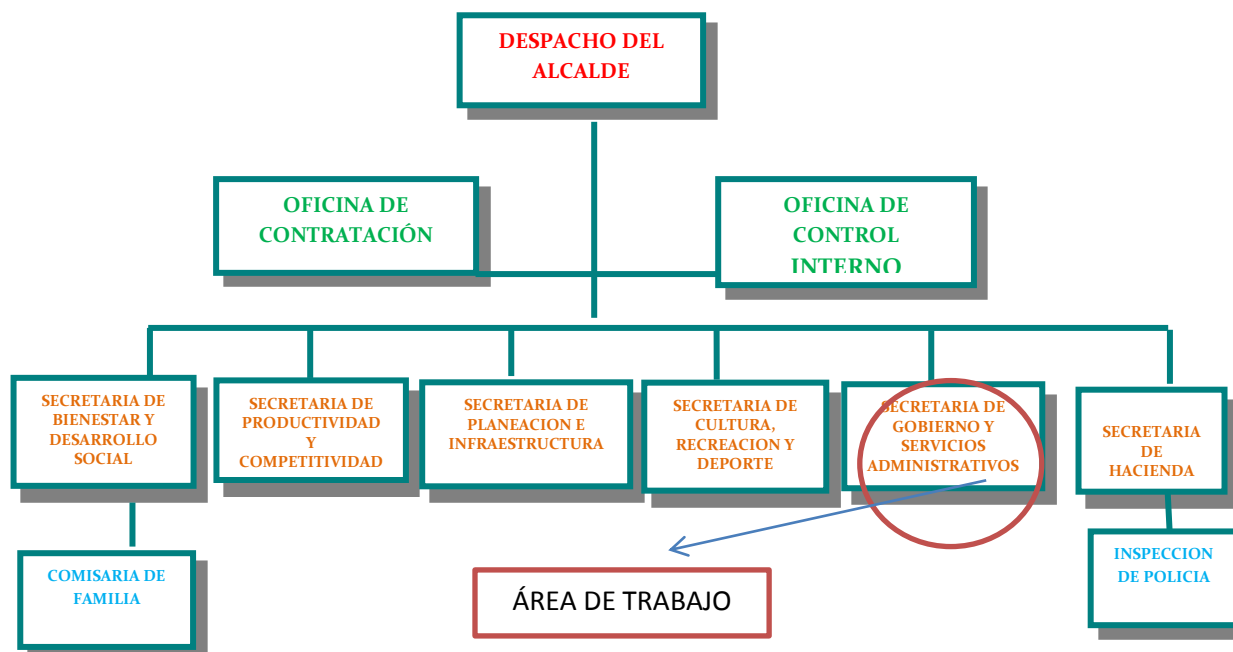 DESPACHO DEL
ALCALDE
OFICINA DE
CONTRATACIÓN
OFICINA DE
CONTROL
INTERNO
SECRETARIA DE
BIENESTAR Y
DESARROLLO
SOCIAL
SECRETARIA DE
PRODUCTIVIDAD
Y
COMPETITIVIDAD
SECRETARIA DE
PLANEACION E
INFRAESTRUCTURA
SECRETARIA DE
CULTURA,
RECREACION Y
DEPORTE
SECRETARIA DE
GOBIERNO Y
SERVICIOS
ADMINISTRATIVOS
SECRETARIA
DE
HACIENDA
COMISARIA DE
FAMILIA
ÁREA DE TRABAJO
INSPECCION
DE POLICIA